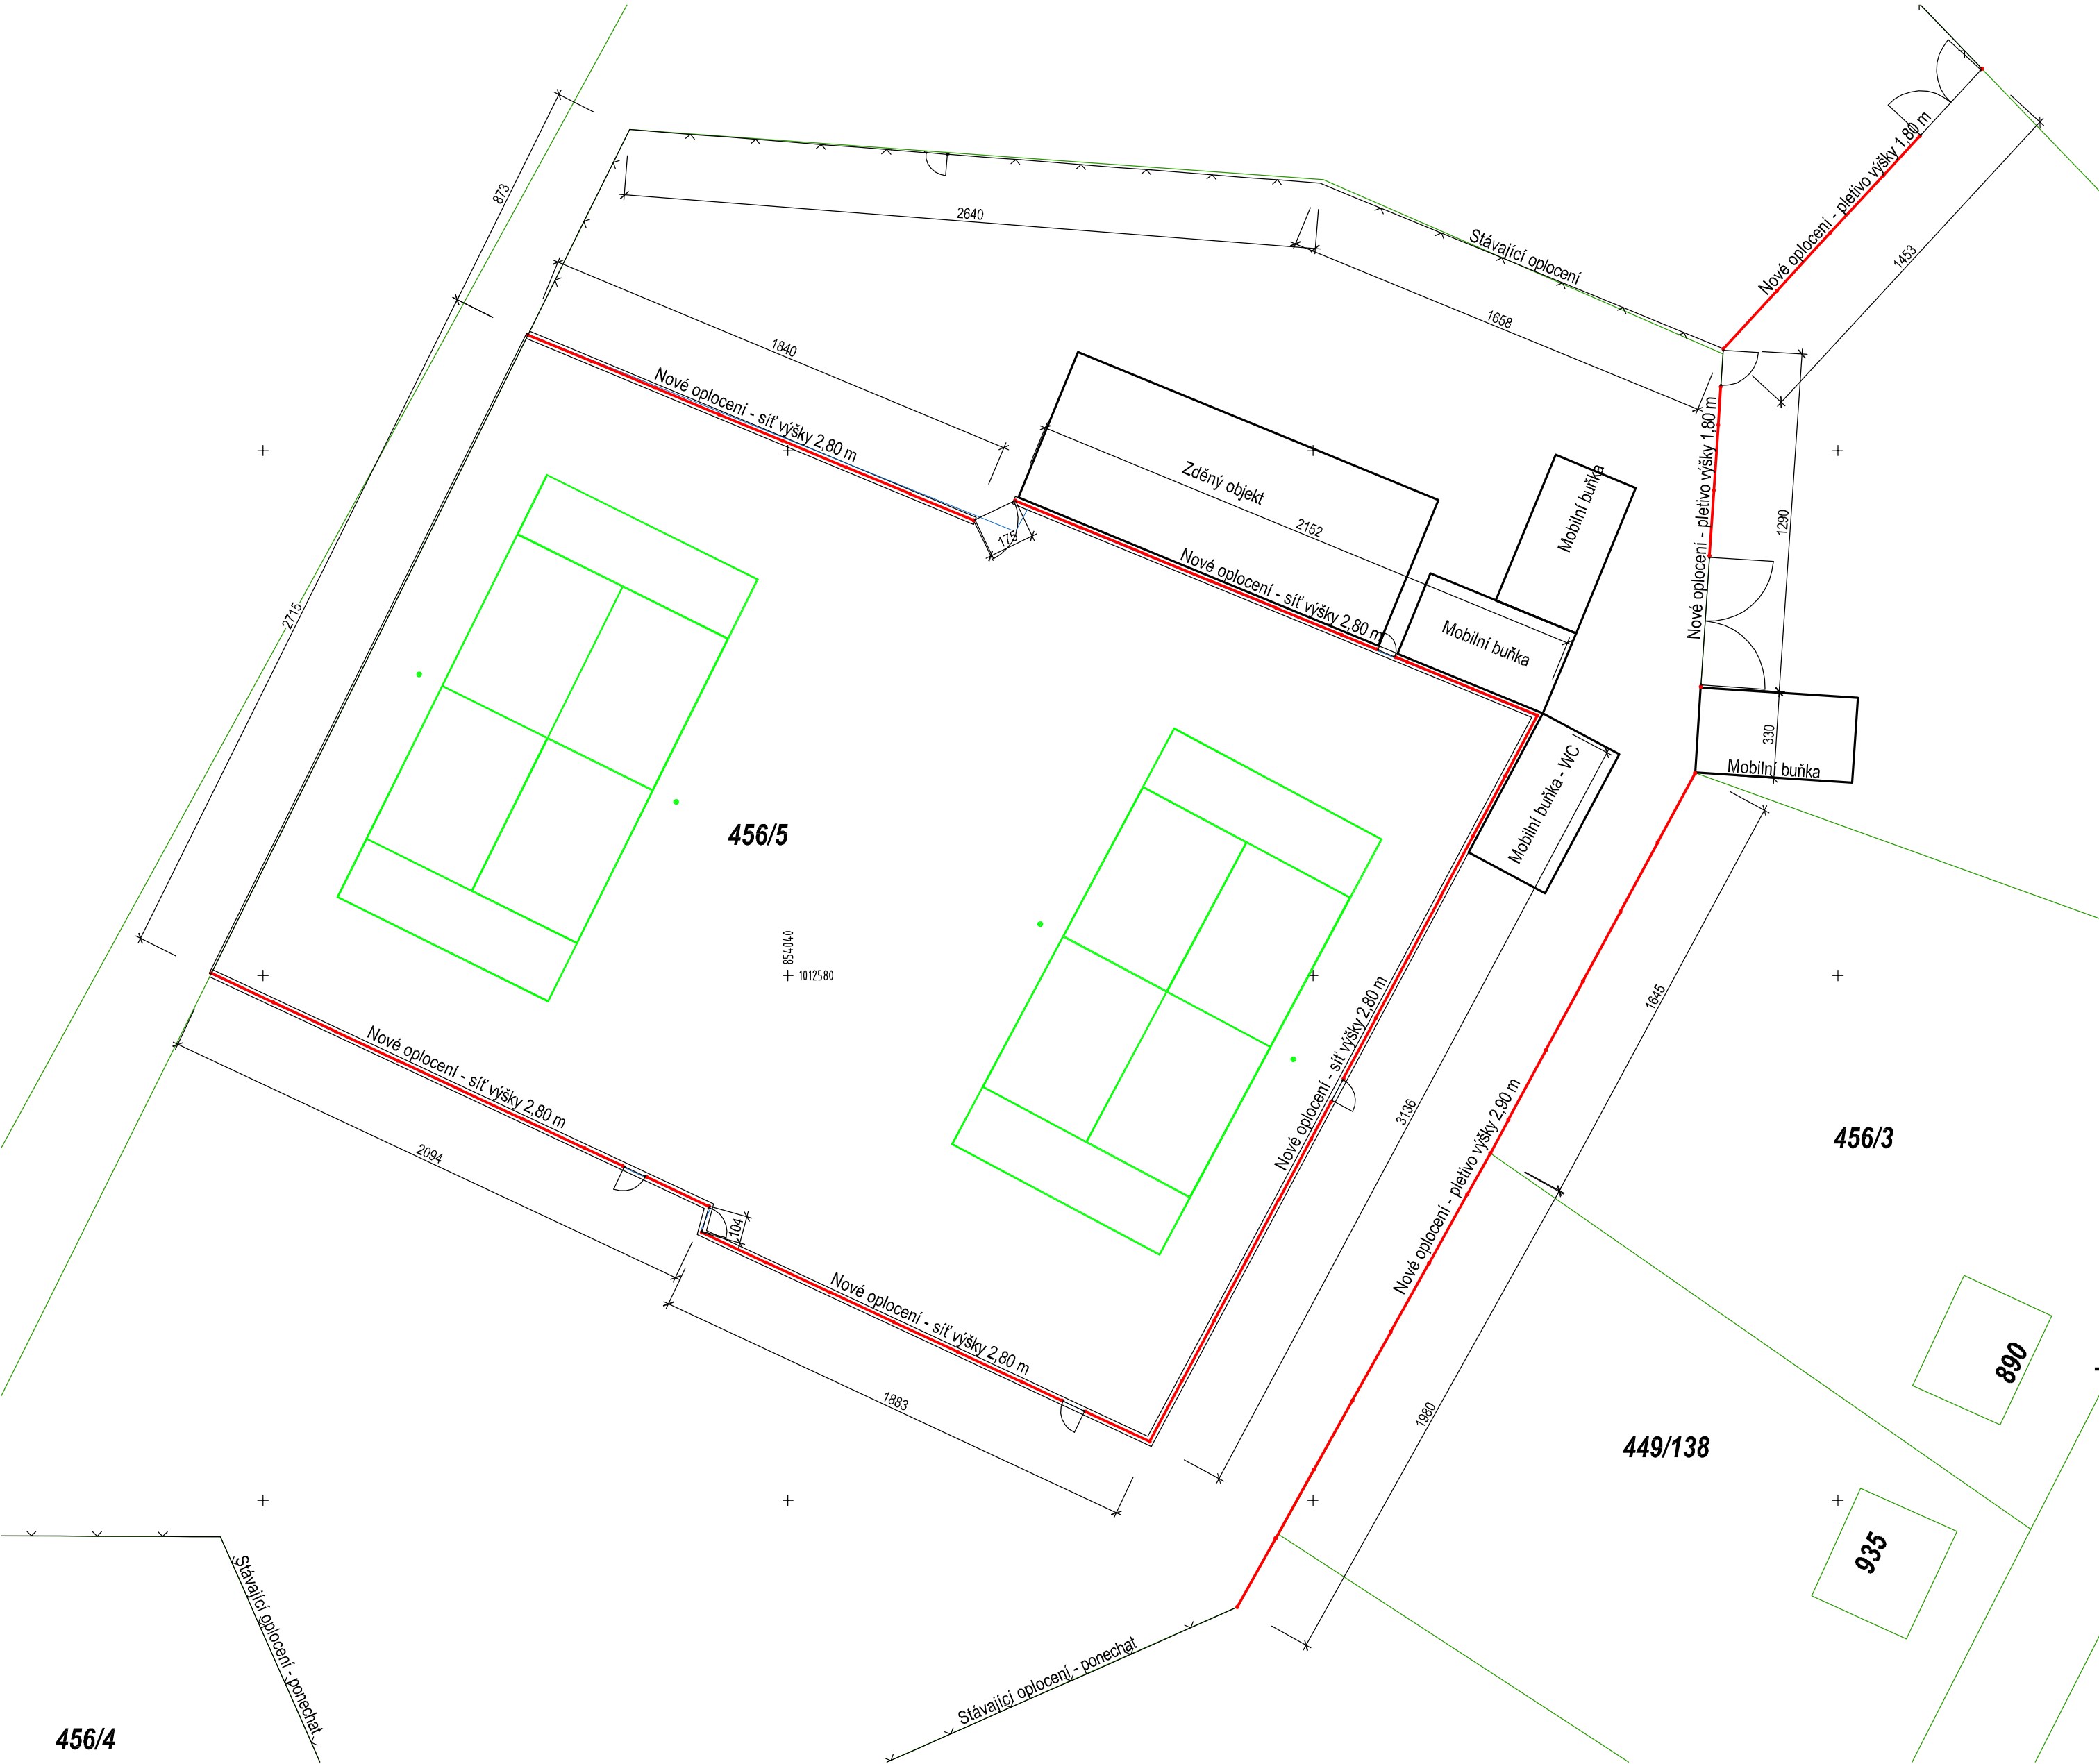 873
2640
Stávající oplocení
Nové oplocení - pletivo výšky 1,80 m
1453
1840
1658
Nové oplocení - síť výšky 2,80 m
Zděný objekt
2152
Mobilní buňka
Nové oplocení - pletivo výšky 1,80 m
1290
175
Nové oplocení - síť výšky 2,80 m
Mobilní buňka
2715
330
Mobilní buňka
Mobilní buňka - WC
456/5
854040
1012580
1645
Nové oplocení - síť výšky 2,80 m
Nové oplocení - síť výšky 2,80 m
3136
Nové oplocení - pletivo výšky 2,90 m
456/3
2094
104
Nové oplocení - síť výšky 2,80 m
1883
1980
890
449/138
935
Stávající oplocení - ponechat
Stávající oplocení - ponechat
456/4